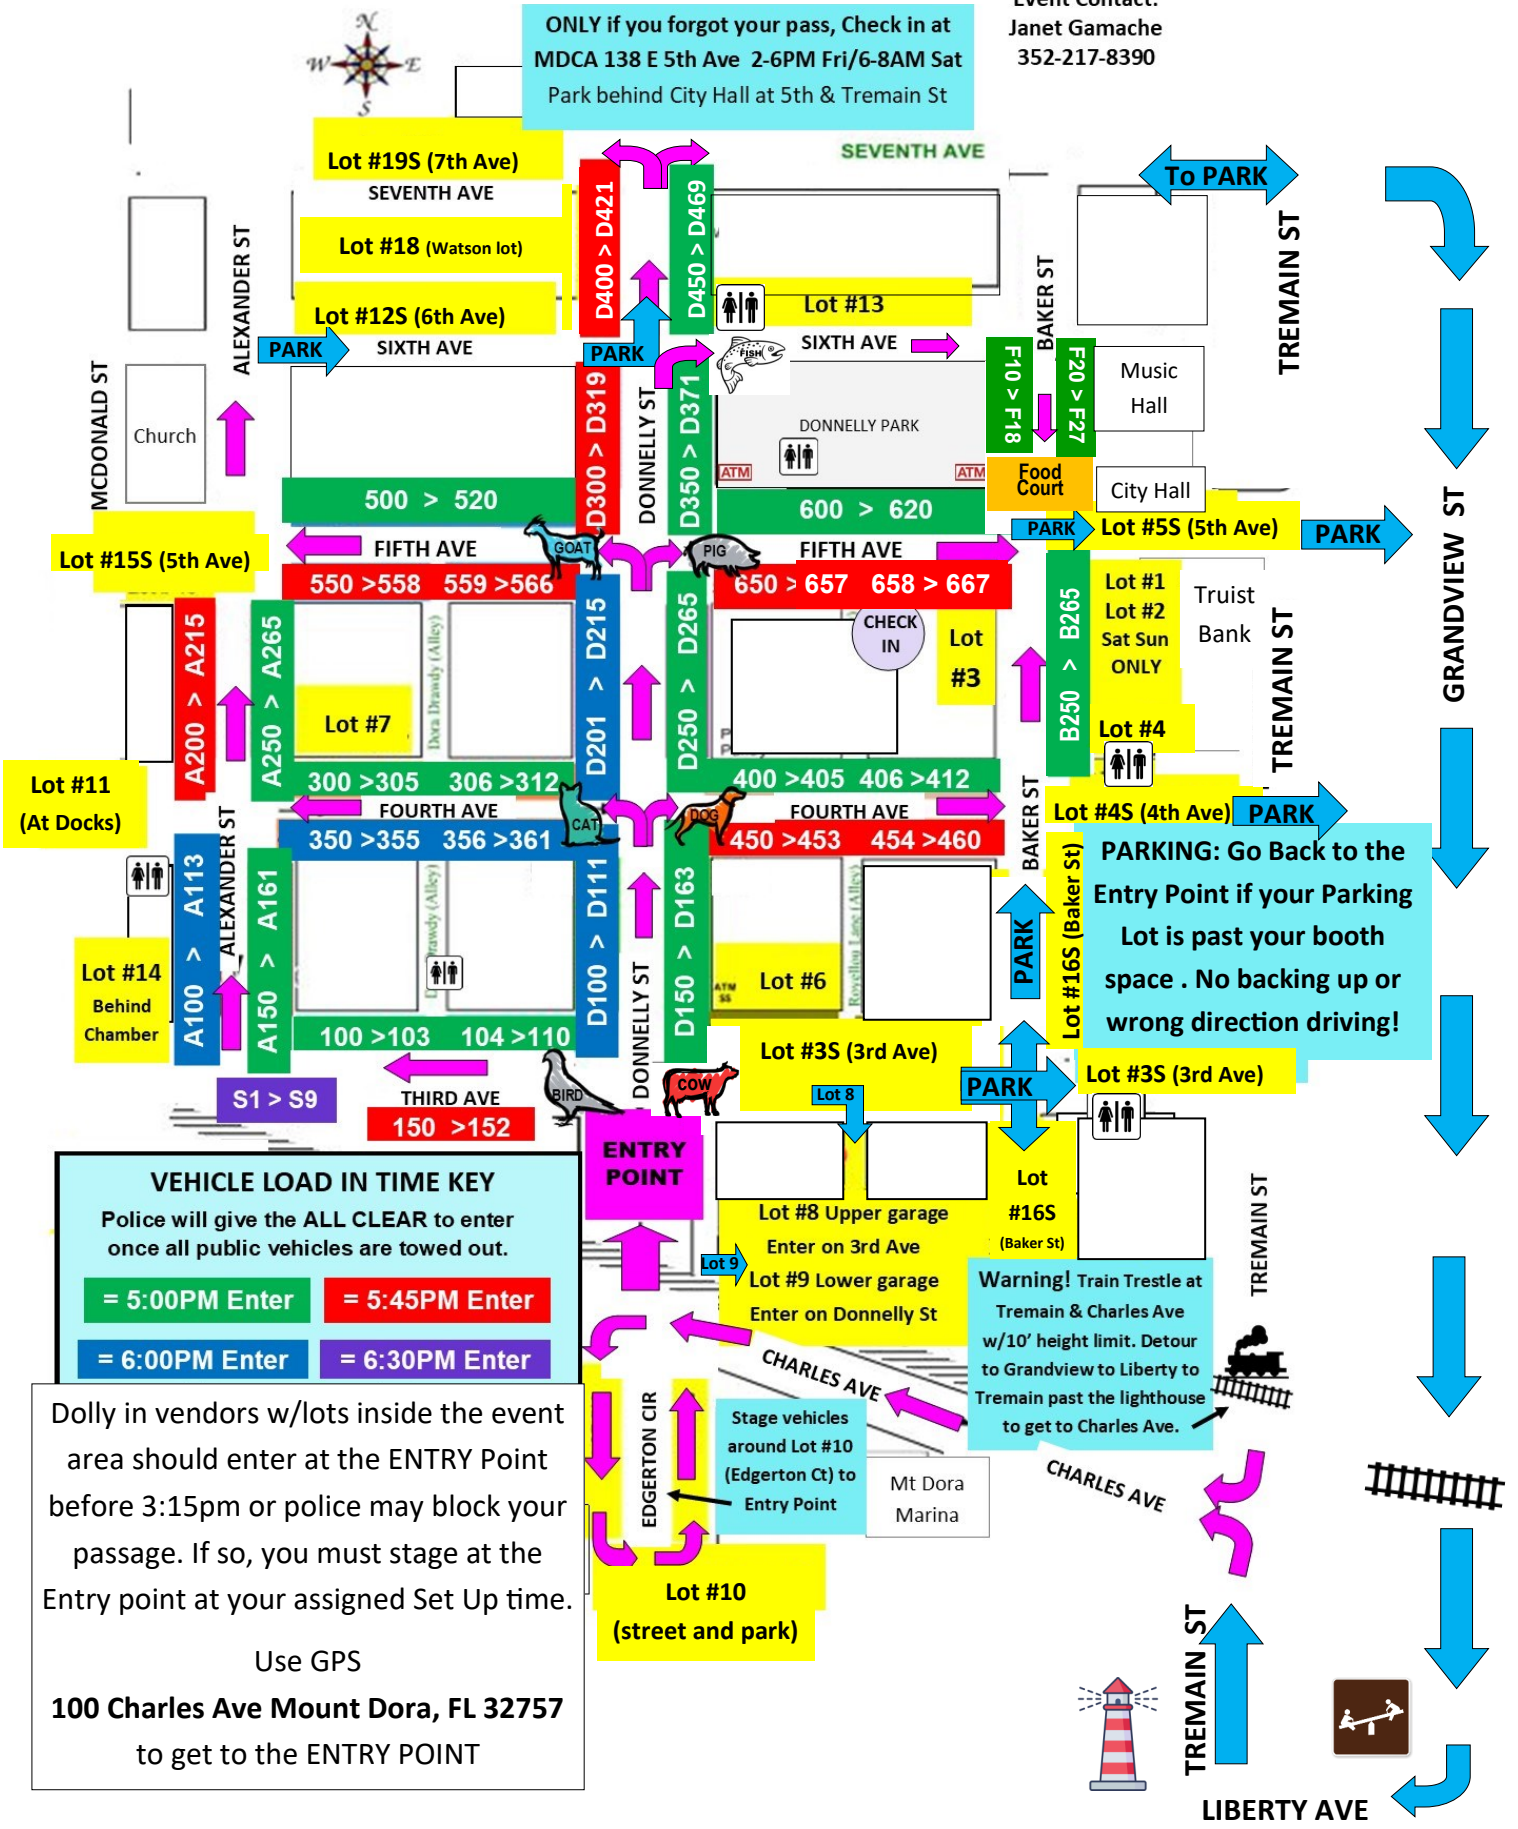 Event Contact:
Janet Gamache
352-217-8390
ONLY if you forgot your pass, Check in at
MDCA 138 E 5th Ave 2-6PM Fri/6-8AM Sat
Park behind City Hall at 5th & Tremain St
N
W
E
S
Lot #19S (7th Ave)
SEVENTH AVE
SEVENTH AVE
To PARK
Lot #18 (Watson lot)
D400 > D421
D450 > D469
ALEXANDER ST
BAKER ST
TREMAIN ST
Lot #12S (6th Ave)
Lot #13
PARK
SIXTH AVE
PARK
FISH
SIXTH AVE
MCDONALD ST
Church
D300 > D319
DONNELLY ST
D350 > D371
DONNELLY PARK
ATM
ATM
F10 > F18
F20 > F27
Music
Hall
Food
Court
City Hall
500 > 520
600 > 620
GRANDVIEW ST
Lot #15S (5th Ave)
FIFTH AVE
GOAT
PIG
FIFTH AVE
PARK
Lot #5S (5th Ave)
PARK
550 >558 559 >566
650 > 657 658 > 667
A200 > A215
A250 > A265
Dora Drawdy (Alley)
D201 > D215
D250 > D265
CHECK
IN
Lot
#3
B250 < B265
Lot #1
Lot #2
Sat Sun
ONLY
Truist
Bank
TREMAIN ST
Lot #7
P
P
Lot #4
300 >305 306 >312
400 >405 406 >412
Lot #11
(At Docks)
FOURTH AVE
CAT
DOG
FOURTH AVE
BAKER ST
Lot #4S (4th Ave)
PARK
350 >355 356 >361
450 >453 454 >460
ALEXANDER ST
A100 > A113
A150 > A161
Drawdy (Alley)
D100 > D111
DONNELLY ST
D150 > D163
Royellou Lane (Alley)
PARK
Lot #16S (Baker St)
PARKING: Go Back to the
Entry Point if your Parking
Lot is past your booth
space . No backing up or
wrong direction driving!
Lot #14
Behind
Chamber
ATM
SS
Lot #6
100 >103 104 >110
Lot #3S (3rd Ave)
PARK
Lot #3S (3rd Ave)
S1 > S9
THIRD AVE
BIRD
COW
Lot 8
150 >152
ENTRY
POINT
VEHICLE LOAD IN TIME KEY
Police will give the ALL CLEAR to enter
once all public vehicles are towed out.
= 5:00PM Enter
= 5:45PM Enter
= 6:00PM Enter
= 6:30PM Enter
Lot 9
Lot #8 Upper garage
Enter on 3rd Ave
Lot #9 Lower garage
Enter on Donnelly St
Lot
#16S
(Baker St)
TREMAIN ST
Warning! Train Trestle at
Tremain & Charles Ave
w/10’ height limit. Detour
to Grandview to Liberty to
Tremain past the lighthouse
to get to Charles Ave.
CHARLES AVE
EDGERTON CIR
Stage vehicles
around Lot #10
(Edgerton Ct) to
Entry Point
Mt Dora
Marina
CHARLES AVE
Dolly in vendors w/lots inside the event
area should enter at the ENTRY Point
before 3:15pm or police may block your
passage. If so, you must stage at the
Entry point at your assigned Set Up time.
Use GPS
100 Charles Ave Mount Dora, FL 32757
to get to the ENTRY POINT
Lot #10
(street and park)
TREMAIN ST
LIBERTY AVE